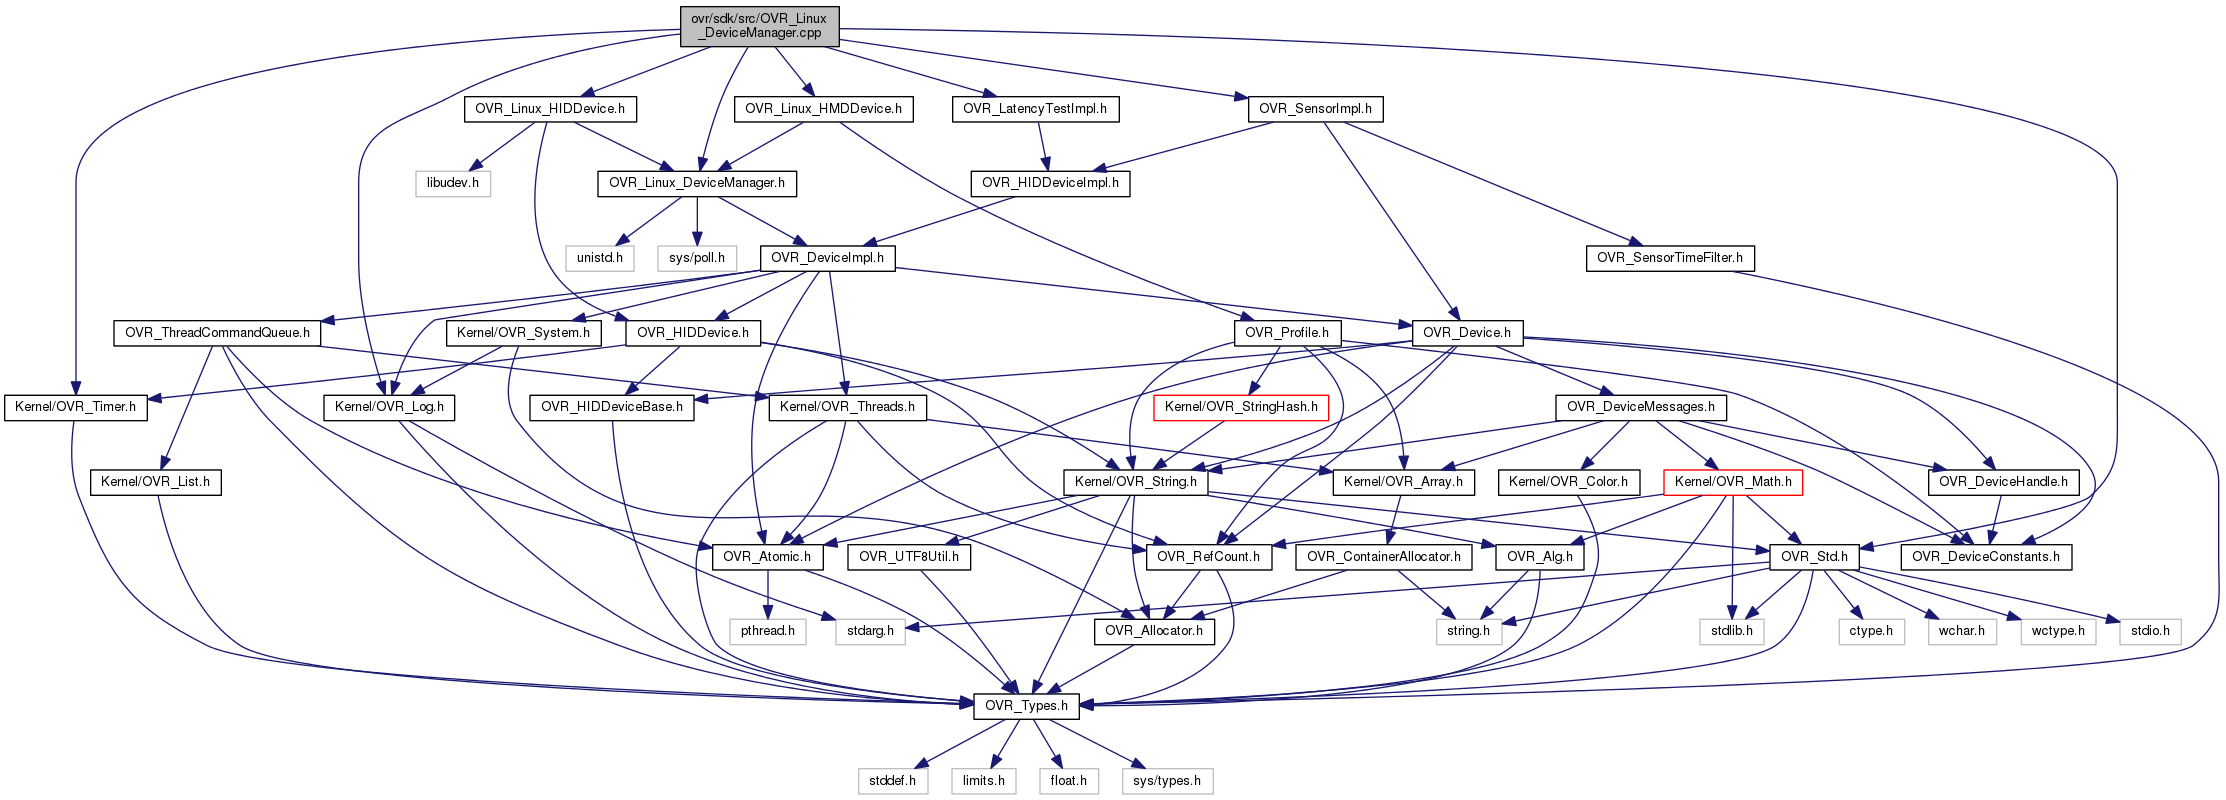 ovr/sdk/src/OVR_Linux
_DeviceManager.cpp
OVR_Linux_HIDDevice.h
OVR_Linux_HMDDevice.h
OVR_LatencyTestImpl.h
OVR_SensorImpl.h
libudev.h
OVR_Linux_DeviceManager.h
OVR_HIDDeviceImpl.h
unistd.h
sys/poll.h
OVR_DeviceImpl.h
OVR_SensorTimeFilter.h
OVR_ThreadCommandQueue.h
Kernel/OVR_System.h
OVR_HIDDevice.h
OVR_Profile.h
OVR_Device.h
Kernel/OVR_Timer.h
Kernel/OVR_Log.h
OVR_HIDDeviceBase.h
Kernel/OVR_Threads.h
Kernel/OVR_StringHash.h
OVR_DeviceMessages.h
Kernel/OVR_List.h
Kernel/OVR_String.h
Kernel/OVR_Array.h
Kernel/OVR_Color.h
Kernel/OVR_Math.h
OVR_DeviceHandle.h
OVR_Atomic.h
OVR_UTF8Util.h
OVR_RefCount.h
OVR_ContainerAllocator.h
OVR_Alg.h
OVR_Std.h
OVR_DeviceConstants.h
pthread.h
stdarg.h
OVR_Allocator.h
string.h
stdlib.h
ctype.h
wchar.h
wctype.h
stdio.h
OVR_Types.h
stddef.h
limits.h
float.h
sys/types.h